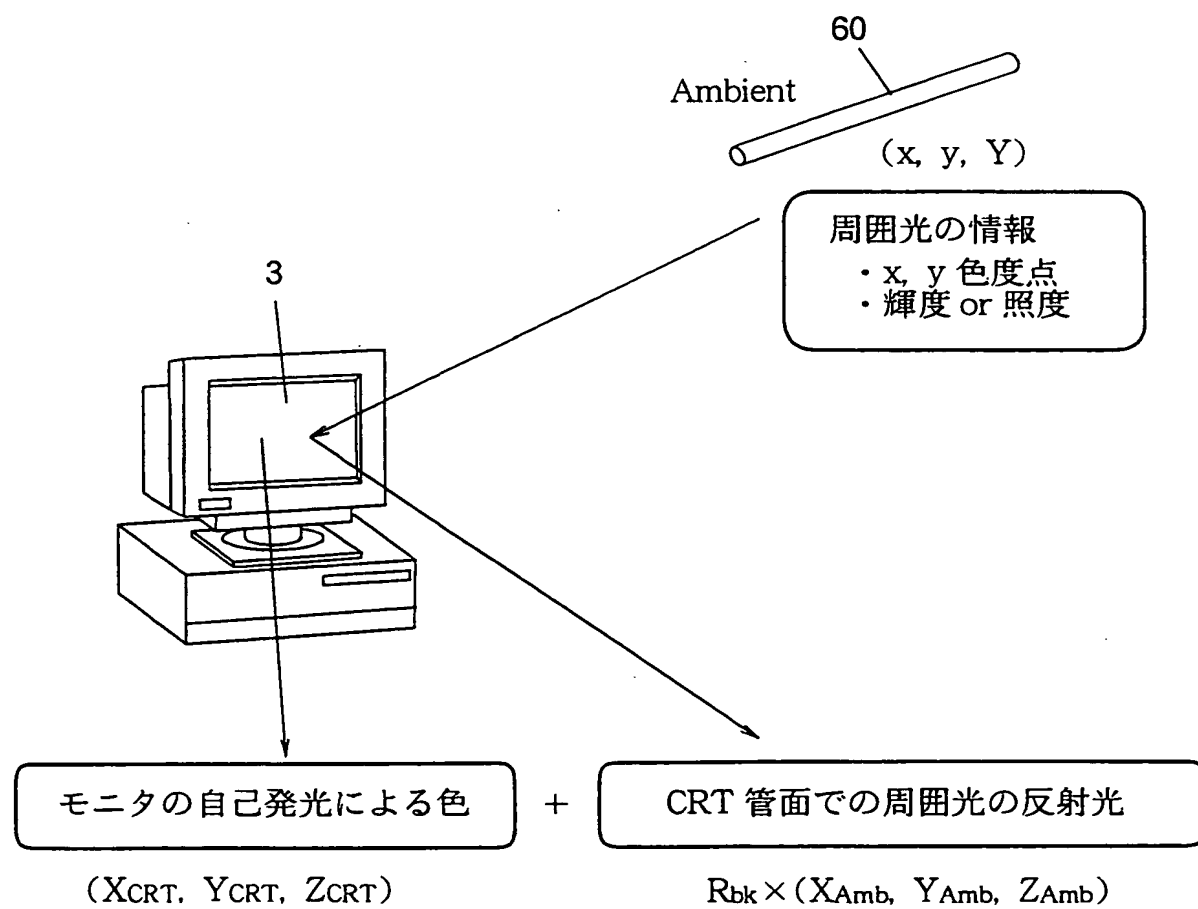 60
Ambient
(x, y, Y)
周囲光の情報
・x, y 色度点
・輝度 or 照度
3
モニタの自己発光による色
+
CRT 管面での周囲光の反射光
(XCRT, YCRT, ZCRT)
Rbk×(XAmb, YAmb, ZAmb)